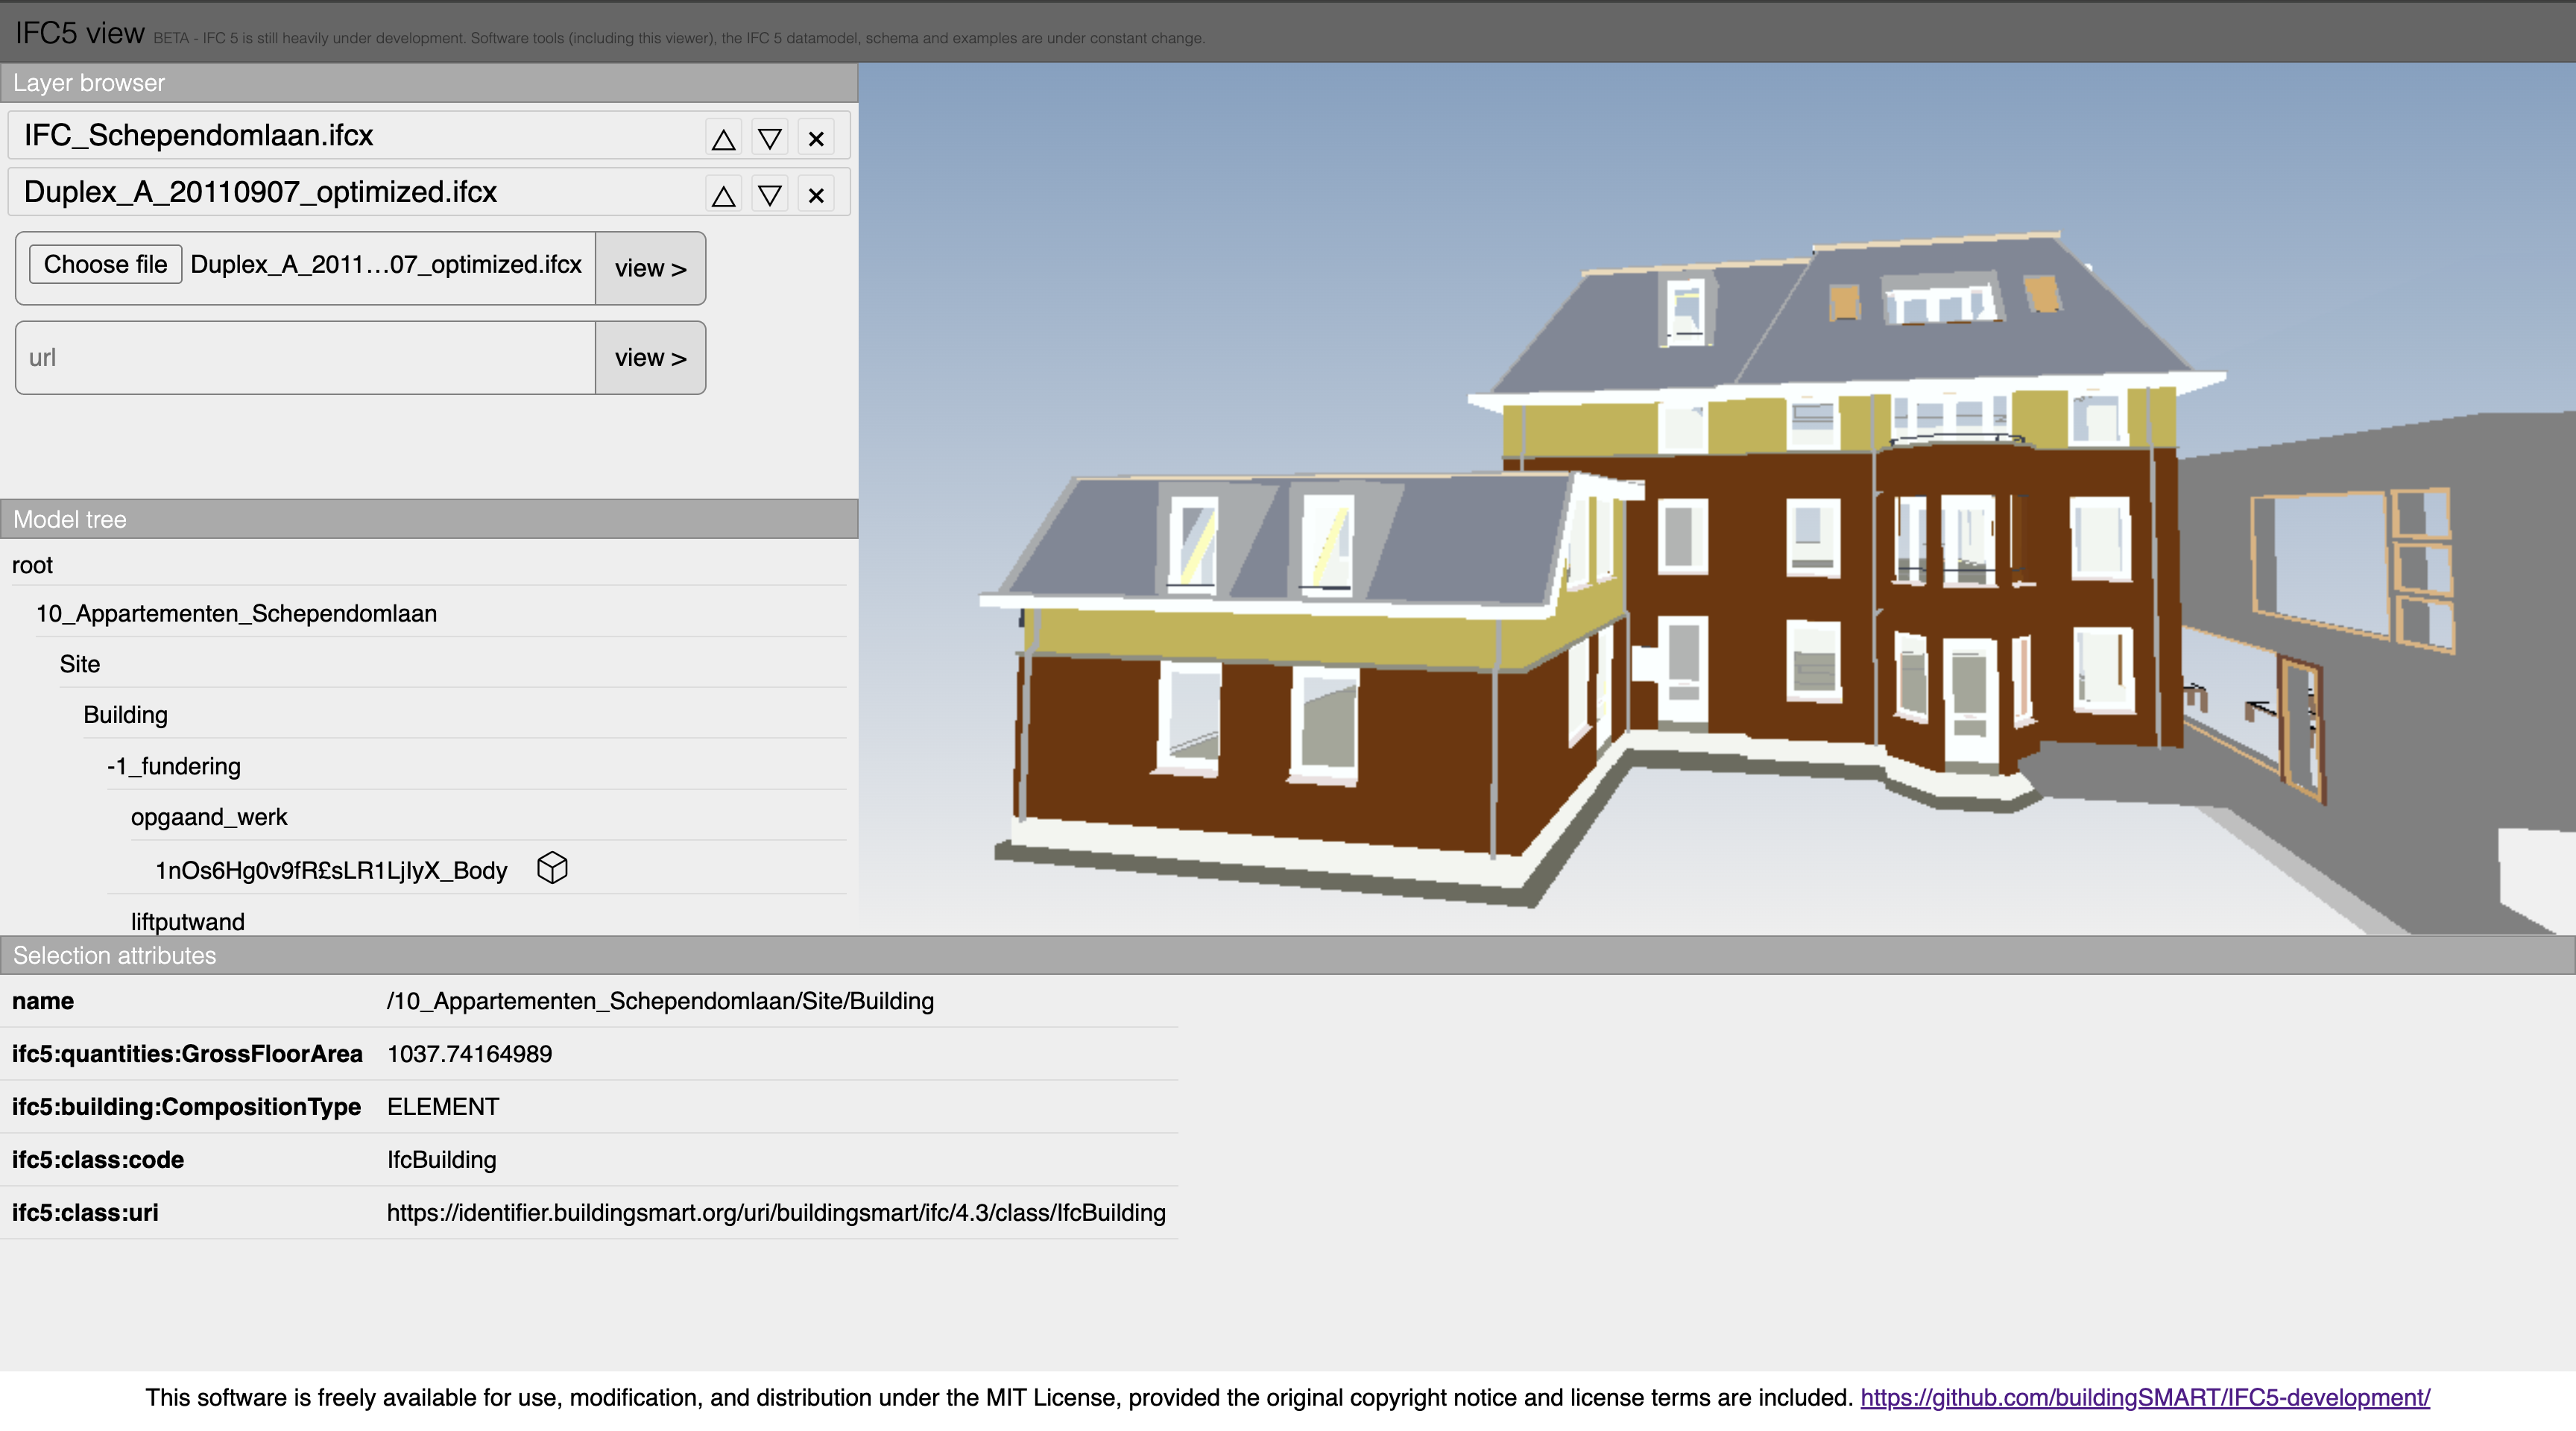 IFC5 view BETA - IFC 5 is still heavily under development. Software tools (including this viewer), the IFC 5 datamodel, schema and examples are under constant change.
Layer browser
IFC_Schependomlaan.ifcx △ ▽ ×
Duplex_A_20110907_optimized.ifcx △ ▽ ×
Choose file Duplex_A_2011…07_optimized.ifcx view >
url view >
Model tree
root
10_Appartementen_Schependomlaan
Site
Building
-1_fundering
opgaand_werk
1nOs6Hg0v9fR£sLR1LjIyX_Body
liftputwand
Selection attributes
name /10_Appartementen_Schependomlaan/Site/Building
ifc5:quantities:GrossFloorArea 1037.74164989
ifc5:building:CompositionType ELEMENT
ifc5:class:code IfcBuilding
ifc5:class:uri https://identifier.buildingsmart.org/uri/buildingsmart/ifc/4.3/class/IfcBuilding
This software is freely available for use, modification, and distribution under the MIT License, provided the original copyright notice and license terms are included. https://github.com/buildingSMART/IFC5-development/